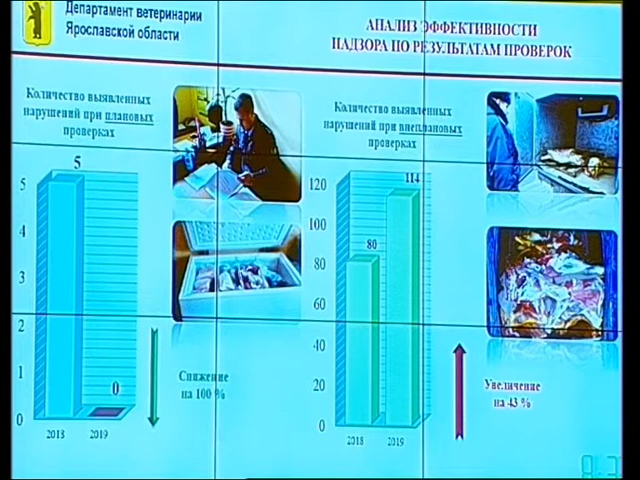 Департамент ветеринарии
Ярославской области
АНАЛИЗ ЭФФЕКТИВНОСТИ
НАДЗОРА ПО РЕЗУЛЬТАТАМ ПРОВЕРОК
Количество выявленных
нарушений при плановых
проверках
5
5
4
3
2
1
0
0
2018
2019
Снижение
на 100 %
Количество выявленных
нарушений при внеплановых
проверках
120
100
80
60
40
20
0
80
114
2018
2019
Увеличение
на 43 %